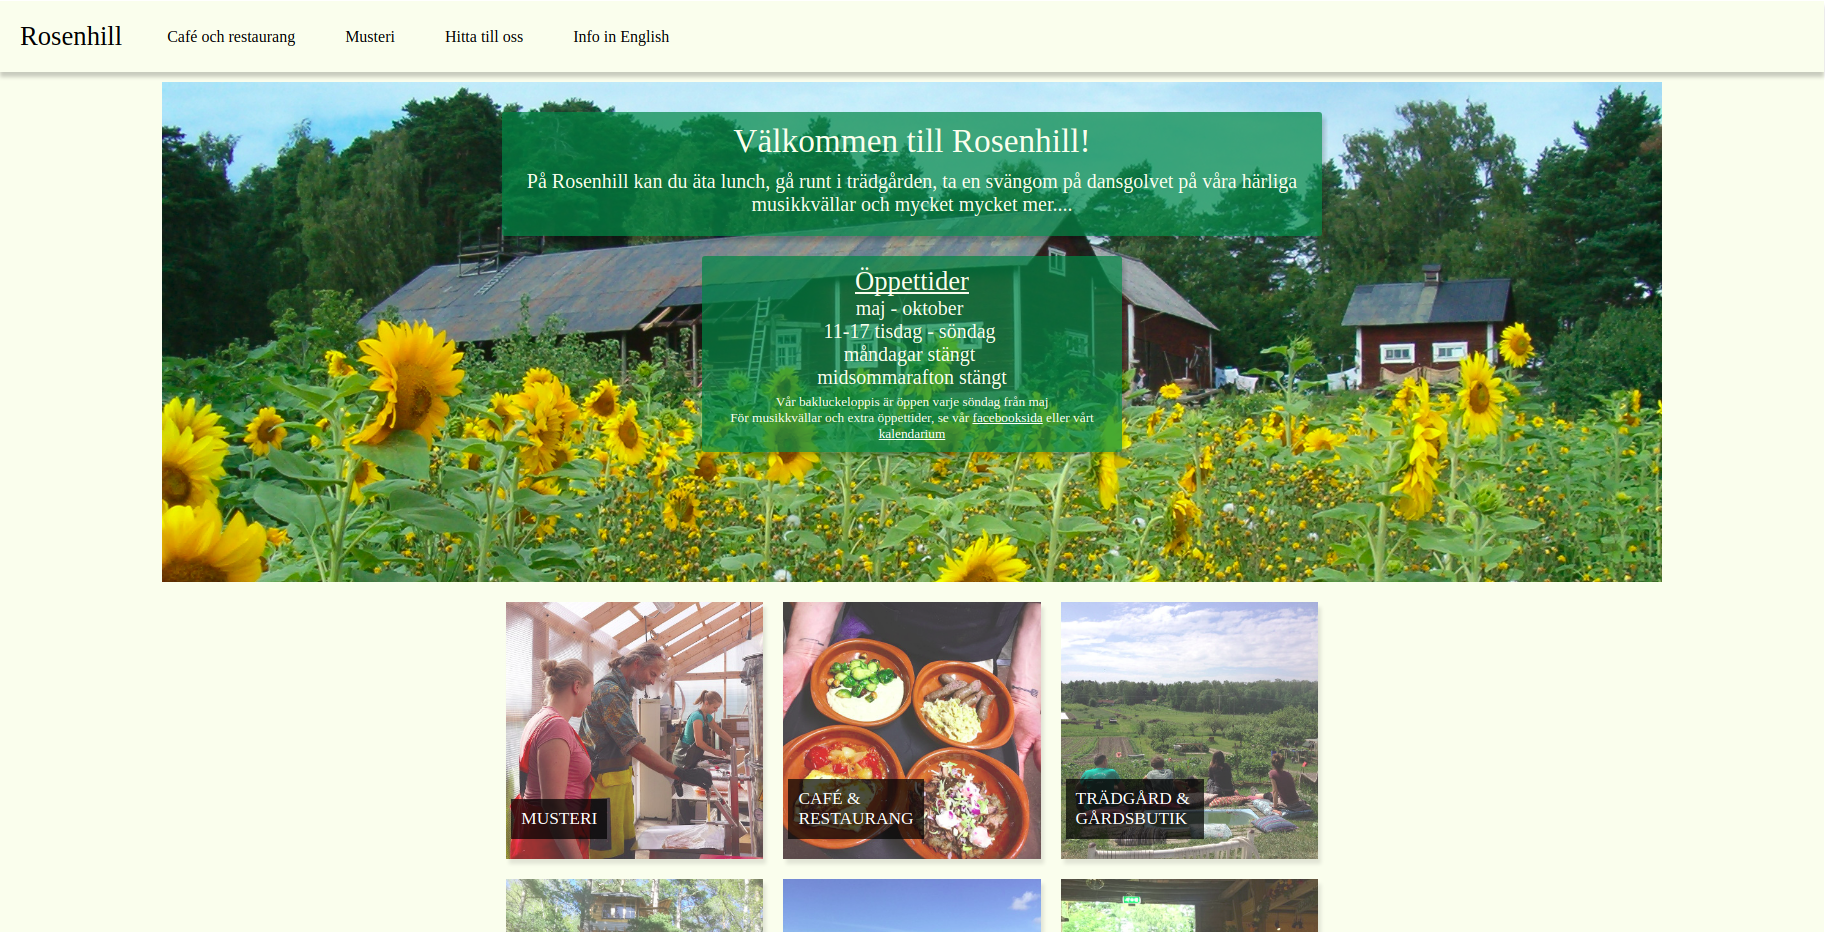 Rosenhill
Café och restaurang
Musteri
Hitta till oss
Info in English
Välkommen till Rosenhill!
På Rosenhill kan du äta lunch, gå runt i trädgården, ta en svängom på dansgolvet på våra härliga
musikkvällar och mycket mycket mer....
Öppettider
maj - oktober
11-17 tisdag - söndag
måndagar stängt
midsommarafton stängt
Vår bakluckeloppis är öppen varje söndag från maj
För musikkvällar och extra öppettider, se vår facebooksida eller vårt
kalendarium
MUSTERI
CAFÉ &
RESTAURANG
TRÄDGÅRD &
GÅRDSBUTIK